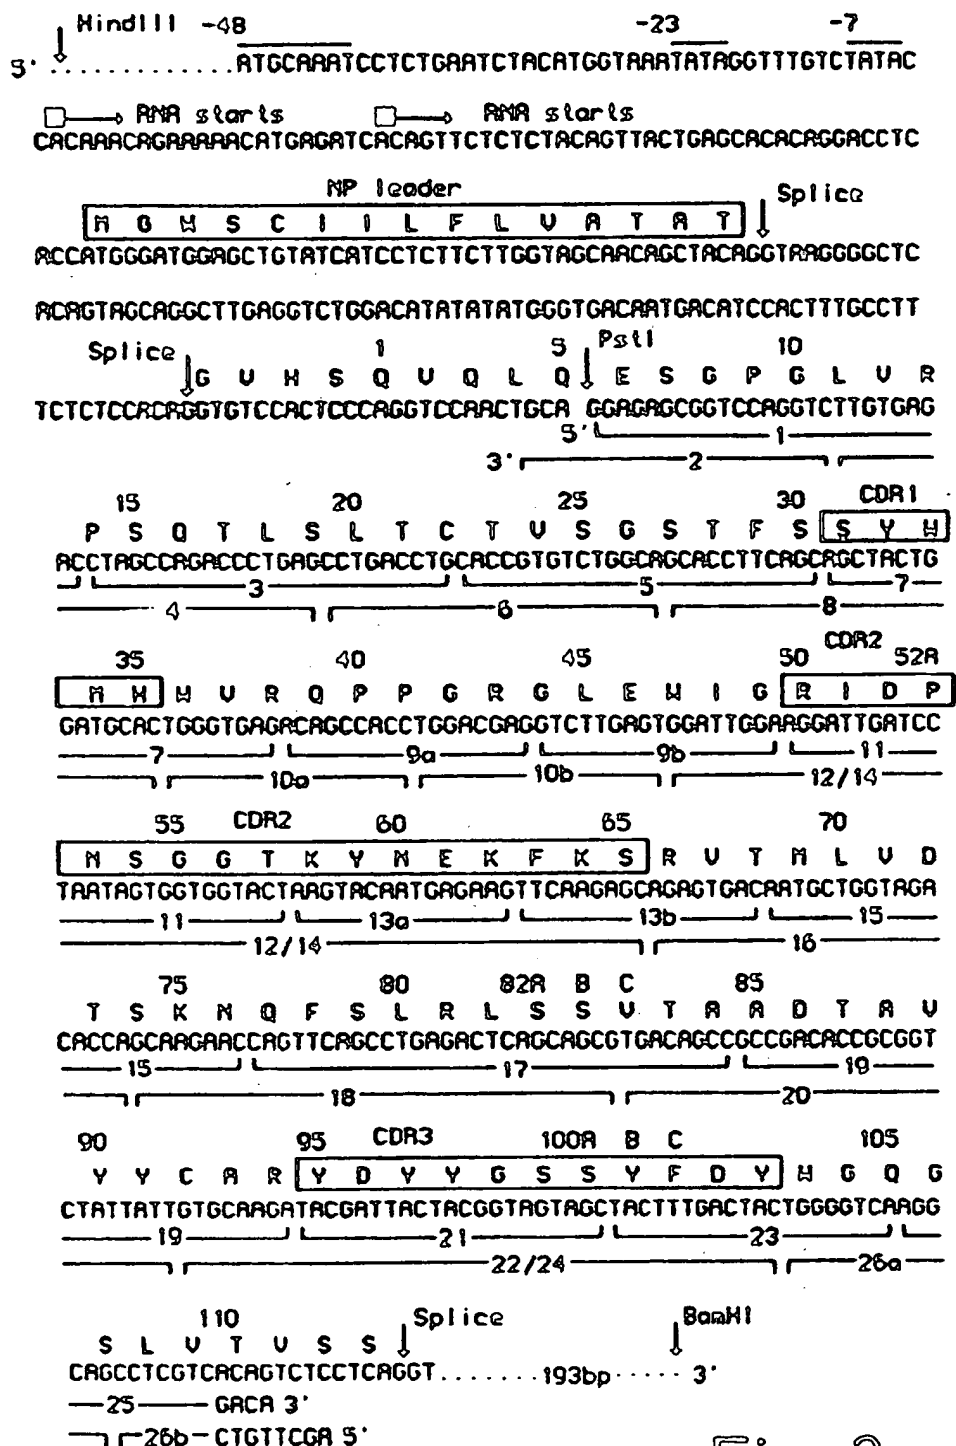 HindIII -48 -23 -7
5' ..............ATGCAAATCCTCTGAATCTACATGGTAAATATAGGTTTGTCTATAC
RNA starts RNA starts
CACAAACAGAAAAACATGAGATCACAGTTCTCTCTACAGTTACTGAGCACACAGGACCTC
NP leader Splice
M G W S C I I L F L V A T A T
ACCATGGGATGGAGCTGTATCATCCTCTTCTTGGTAGCAACAGCTACAGGTAAGGGGCTC
ACAGTAGCAGGCTTGAGGTCTGGACATATATATGGGTGACAATGACATCCACTTTGCCTT
Splice 1 5 PstI 10
G V H S Q V Q L Q E S G P G L V R
TCTCTCCACAGGTGTCCACTCCCAGGTCCAACTGCA GGAGAGCGGTCCAGGTCTTGTGAG
5' 1
3' 2
15 20 25 30 CDR1
P S Q T L S L T C T V S G S T F S S Y W
ACCTAGCCAGACCCTGAGCCTGACCTGCACCGTGTCTGGCAGCACCTTCAGCAGCTACTG
3 5 7
4 6 8
35 40 45 50 CDR2 52A
M H W V R Q P P G R G L E W I G R I D P
GATGCACTGGGTGAGACAGCCACCTGGACGAGGTCTTGAGTGGATTGGAAGGATTGATCC
7 9a 9b 11
10a 10b 12/14
55 CDR2 60 65 70
N S G G T K Y N E K F K S R V T M L V D
TAATAGTGGTGGTACTAAGTACAATGAGAAGTTCAAGAGCAGAGTGACAATGCTGGTAGA
11 13a 13b 15
12/14 16
75 80 82A B C 85
T S K N Q F S L R L S S V T A A D T A V
CACCAGCAAGAACCAGTTCAGCCTGAGACTCAGCAGCGTGACAGCCGCCGACACCGCGGT
15 17 19
18 20
90 95 CDR3 100A B C 105
Y Y C A R Y D Y Y G S S Y F D Y W G Q G
CTATTATTGTGCAAGATACGATTACTACGGTAGTAGCTACTTTGACTACTGGGGTCAAGG
19 21 23
22/24 26a
110 Splice BamHI
S L V T V S S
CAGCCTCGTCACAGTCTCCTCAGGT.......193bp..... 3'
25 GACA 3'
26b CTGTTCGA 5'